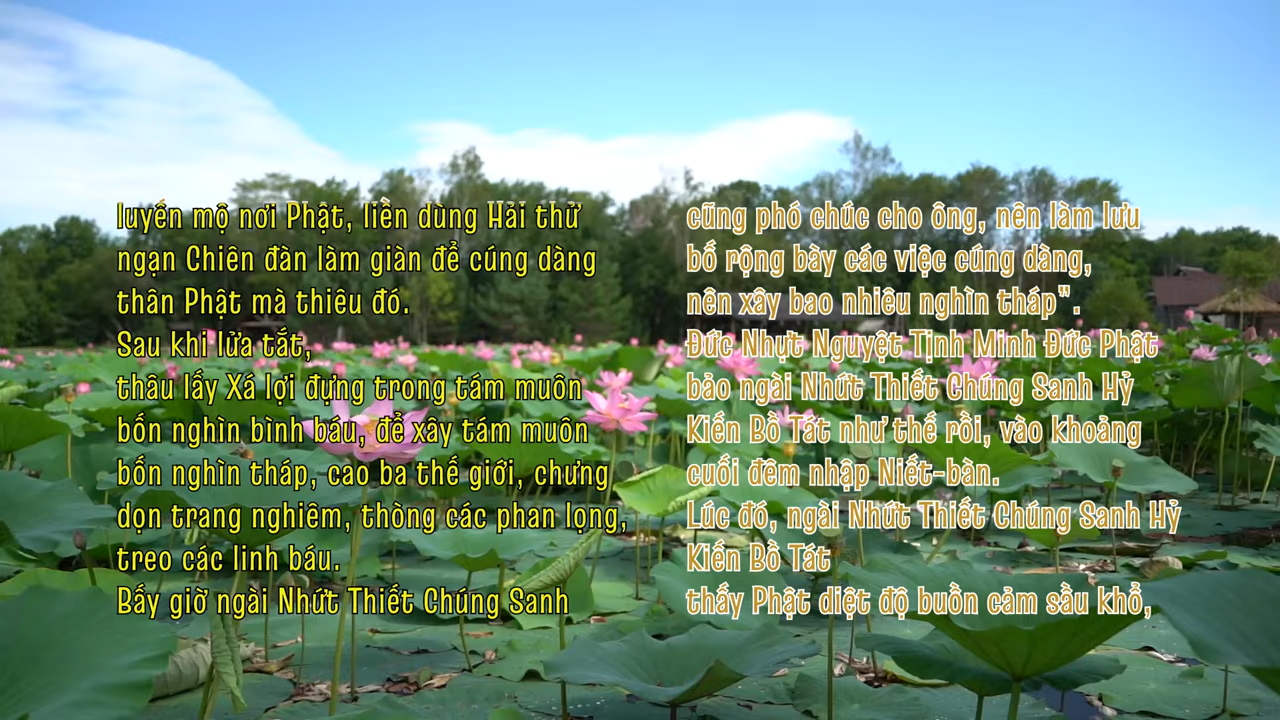 luyến mộ nơi Phật, liền dùng Hải thử
ngạn Chiên đàn làm giàn để cúng dàng
thân Phật mà thiêu đó.
Sau khi lửa tắt,
thâu lấy Xá lợi đựng trong tám muôn
bốn nghìn bình báu, để xây tám muôn
bốn nghìn tháp, cao ba thế giới, chưng
dọn trang nghiêm, thòng các phan lọng,
treo các linh báu.
Bấy giờ ngài Nhứt Thiết Chúng Sanh
cũng phó chúc cho ông, nên làm lưu
bố rộng bày các việc cúng dàng,
nên xây bao nhiêu nghìn tháp".
Đức Nhựt Nguyệt Tịnh Minh Đức Phật
bảo ngài Nhứt Thiết Chúng Sanh Hỷ
Kiến Bồ Tát như thế rồi, vào khoảng
cuối đêm nhập Niết-bàn.
Lúc đó, ngài Nhứt Thiết Chúng Sanh Hỷ
Kiến Bồ Tát
thấy Phật diệt độ buồn cảm sầu khổ,